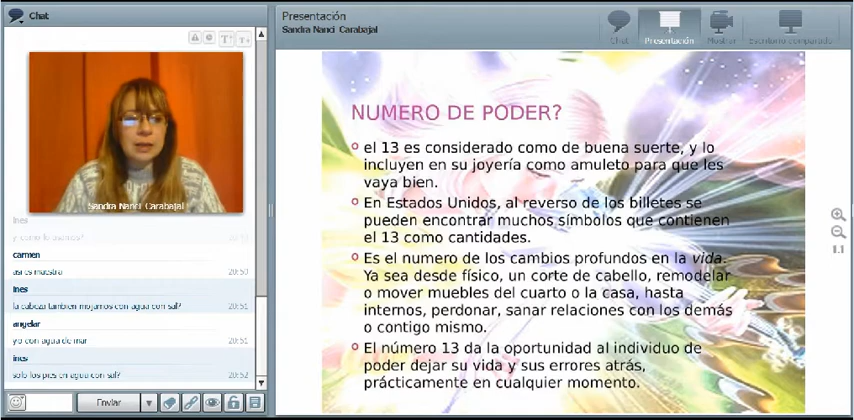 Chat
Sandra Nanci Carabajal
ines
carmen
asi es maestra 20:50
ines
la cabeza tambien mojamos con agua con sal? 20:51
angelar
yo con agua de mar 20:51
ines
solo los pies en agua con sal? 20:52
Enviar
Presentación
Sandra Nanci Carabajal
Chat
Presentación
Mostrar
Escritorio compartido
NUMERO DE PODER?
el 13 es considerado como de buena suerte, y lo
incluyen en su joyería como amuleto para que les
vaya bien.
En Estados Unidos, al reverso de los billetes se
pueden encontrar muchos símbolos que contienen
el 13 como cantidades.
Es el numero de los cambios profundos en la vida.
Ya sea desde físico, un corte de cabello, remodelar
o mover muebles del cuarto o la casa, hasta
internos, perdonar, sanar relaciones con los demás
o contigo mismo.
El número 13 da la oportunidad al individuo de
poder dejar su vida y sus errores atrás,
prácticamente en cualquier momento.
1:1